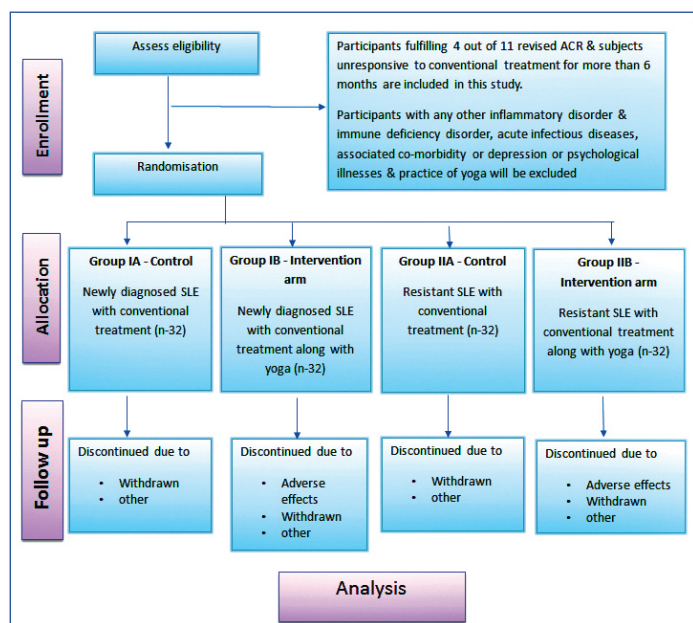 Enrollment
Assess eligibility
Participants fulfilling 4 out of 11 revised ACR & subjects
unresponsive to conventional treatment for more than 6
months are included in this study.
Participants with any other inflammatory disorder &
immune deficiency disorder, acute infectious diseases,
associated co-morbidity or depression or psychological
illnesses & practice of yoga will be excluded
Randomisation
Allocation
Group IA - Control
Newly diagnosed SLE
with conventional
treatment (n-32)
Group IB - Intervention
arm
Newly diagnosed SLE
with conventional
treatment along with
yoga (n-32)
Group IIA - Control
Resistant SLE with
conventional
treatment (n-32)
Group IIB -
Intervention arm
Resistant SLE with
conventional treatment
along with yoga (n-32)
Follow up
Discontinued due to
• Withdrawn
• other
Discontinued due to
• Adverse
effects
• Withdrawn
• other
Discontinued due to
• Withdrawn
• other
Discontinued due to
• Adverse effects
• Withdrawn
• other
Analysis